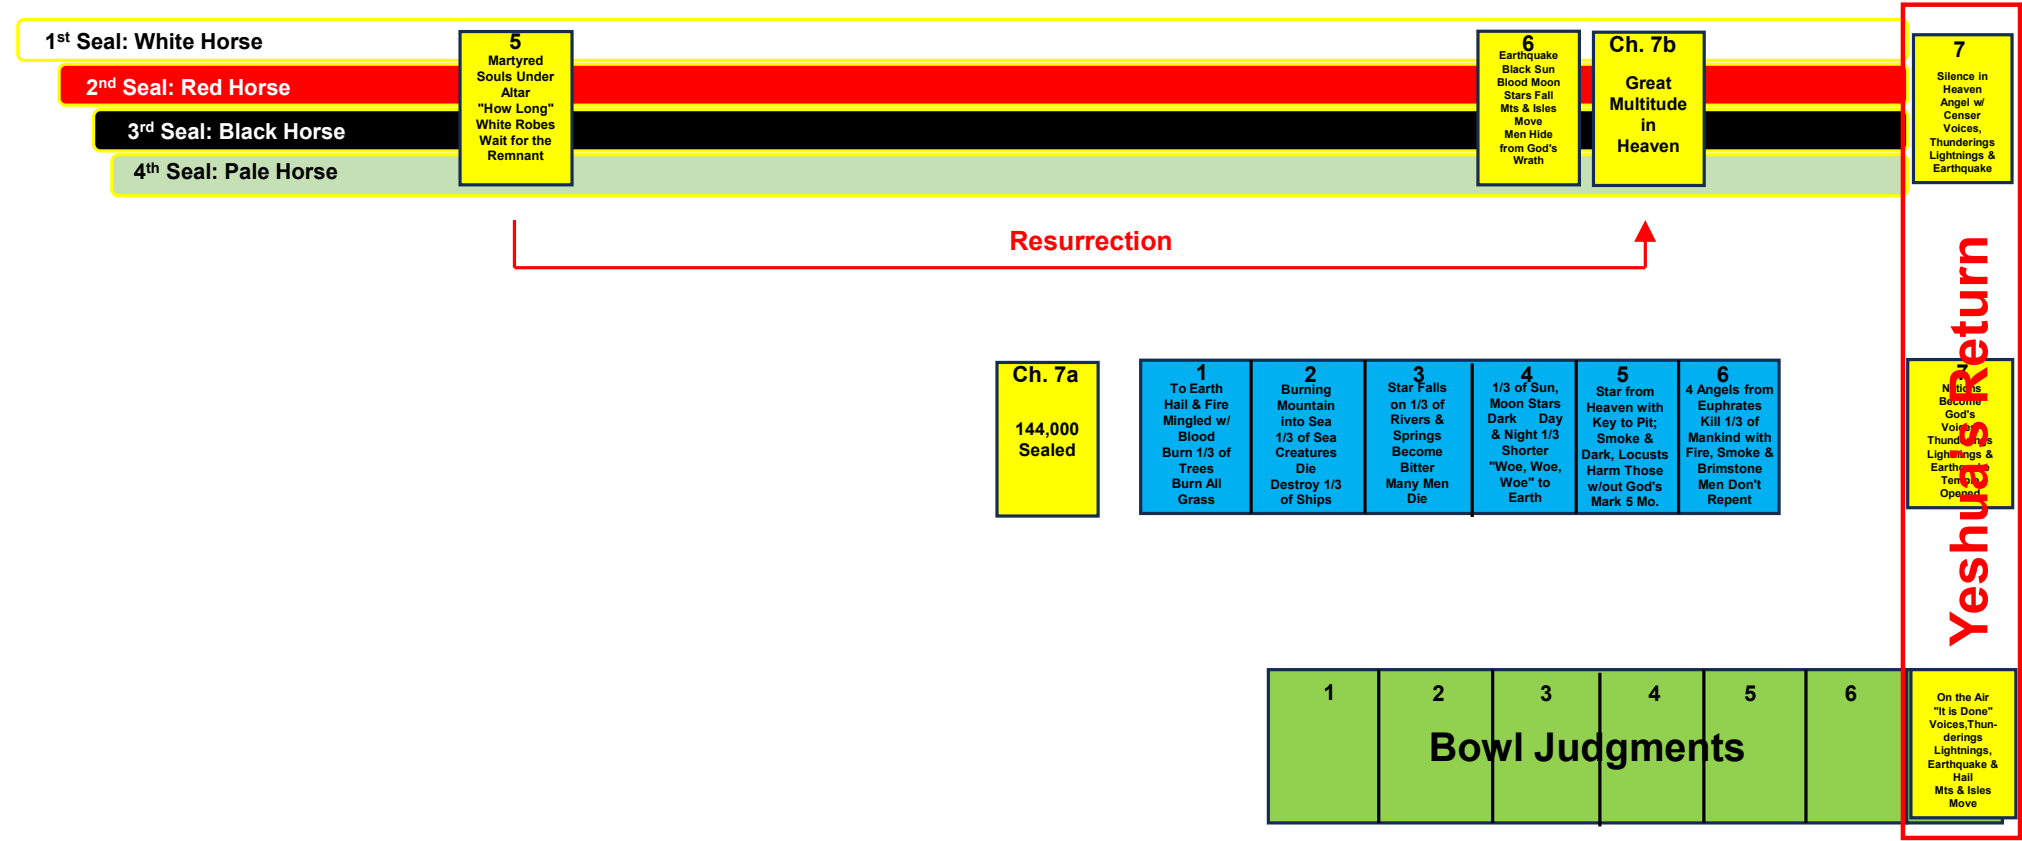 1st Seal: White Horse
2nd Seal: Red Horse
3rd Seal: Black Horse
4th Seal: Pale Horse
5
Martyred
Souls Under
Altar
"How Long"
White Robes
Wait for the
Remnant
6
Earthquake
Black Sun
Blood Moon
Stars Fall
Mts & Isles
Move
Men Hide
from God's
Wrath
Ch. 7b
Great
Multitude
in
Heaven
7
Silence in
Heaven
Angel w/
Censer
Voices,
Thunderings
Lightnings &
Earthquake
Resurrection
Ch. 7a
144,000
Sealed
1
To Earth
Hail & Fire
Mingled w/
Blood
Burn 1/3 of
Trees
Burn All
Grass
2
Burning
Mountain
into Sea
1/3 of Sea
Creatures
Die
Destroy 1/3
of Ships
3
Star Falls
on 1/3 of
Rivers &
Springs
Become
Bitter
Many Men
Die
4
1/3 of Sun,
Moon Stars
Dark Day
& Night 1/3
Shorter
"Woe, Woe,
Woe" to
Earth
5
Star from
Heaven with
Key to Pit;
Smoke &
Dark, Locusts
Harm Those
w/out God's
Mark 5 Mo.
6
4 Angels from
Euphrates
Kill 1/3 of
Mankind with
Fire, Smoke &
Brimstone
Men Don't
Repent
7
Nations
Become
God's
Voices,
Thunderings
Lightnings &
Earthquake
Temple
Opened
Yeshua's Return
1
2
3
4
5
6
Bowl Judgments
On the Air
"It is Done"
Voices,Thun-
derings
Lightnings,
Earthquake &
Hail
Mts & Isles
Move